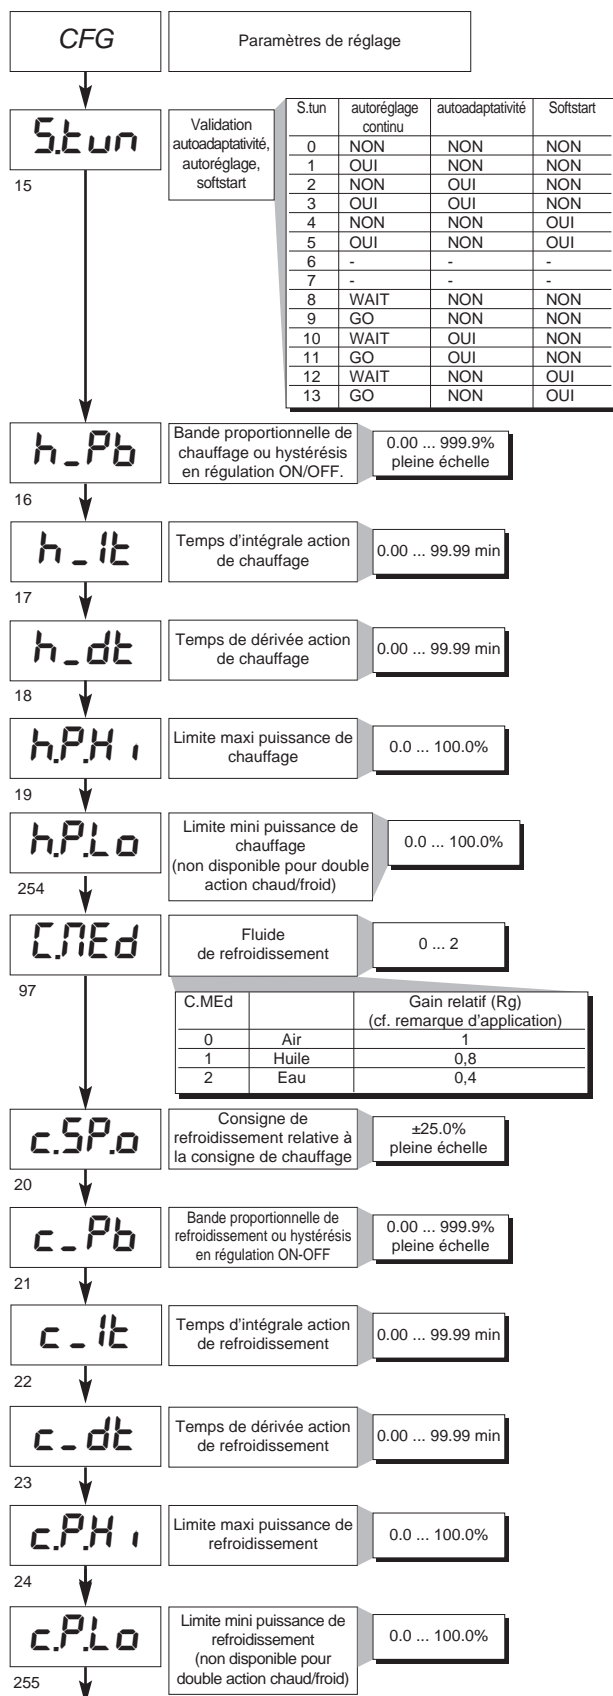 CFG
Paramètres de réglage
S.tun
15
Validation
autoadaptativité,
autoréglage,
softstart
S.tun autoréglage continu autoadaptativité Softstart
0 NON NON NON
1 OUI NON NON
2 NON OUI NON
3 OUI OUI NON
4 NON NON OUI
5 OUI NON OUI
6 - - -
7 - - -
8 WAIT NON NON
9 GO NON NON
10 WAIT OUI NON
11 GO OUI NON
12 WAIT NON OUI
13 GO NON OUI
h_Pb
16
Bande proportionnelle de
chauffage ou hystérésis
en régulation ON/OFF.
0.00 ... 999.9%
pleine échelle
h_It
17
Temps d'intégrale action
de chauffage
0.00 ... 99.99 min
h_dt
18
Temps de dérivée action
de chauffage
0.00 ... 99.99 min
h.P.Hi
19
Limite maxi puissance de
chauffage
0.0 ... 100.0%
h.P.Lo
254
Limite mini puissance de
chauffage
(non disponible pour double
action chaud/froid)
0.0 ... 100.0%
C.MEd
97
Fluide
de refroidissement
0 ... 2
C.MEd Gain relatif (Rg)
(cf. remarque d'application)
0 Air 1
1 Huile 0,8
2 Eau 0,4
c.SP.o
20
Consigne de
refroidissement relative à
la consigne de chauffage
±25.0%
pleine échelle
c_Pb
21
Bande proportionnelle de
refroidissement ou hystérésis
en régulation ON-OFF
0.00 ... 999.9%
pleine échelle
c_It
22
Temps d'intégrale action
de refroidissement
0.00 ... 99.99 min
c_dt
23
Temps de dérivée action
de refroidissement
0.00 ... 99.99 min
c.P.Hi
24
Limite maxi puissance de
refroidissement
0.0 ... 100.0%
c.P.Lo
255
Limite mini puissance de
refroidissement
(non disponible pour
double action chaud/froid)
0.0 ... 100.0%